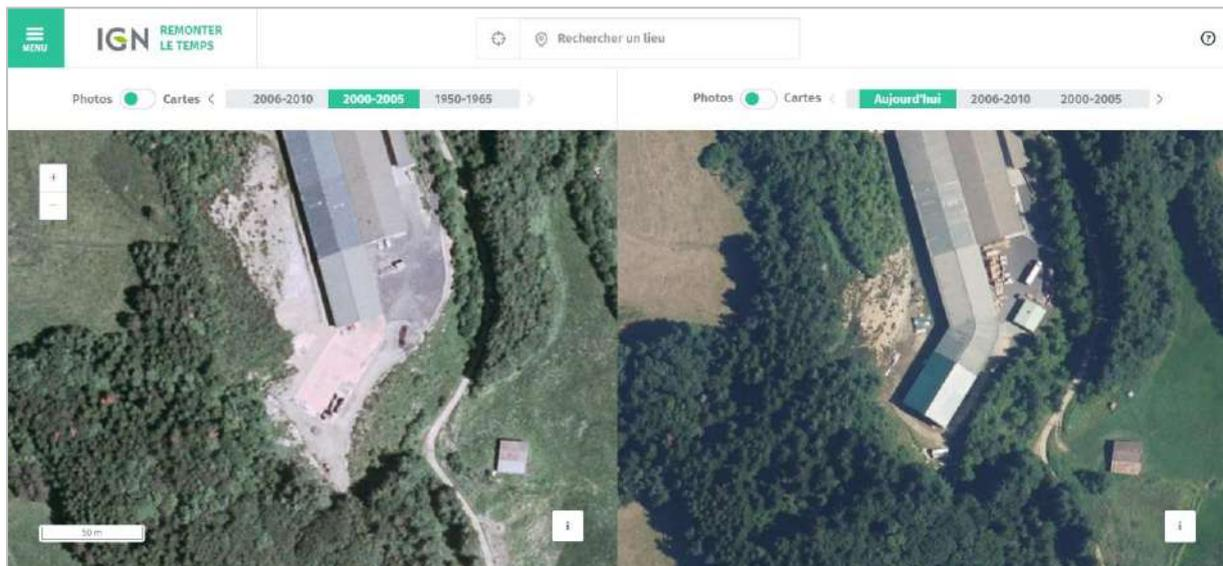 MENU
IGN REMONTER
LE TEMPS
Rechercher un lieu
?
Photos Cartes < 2006-2010 2000-2005 1950-1965 >
Photos Cartes < Aujourd'hui 2006-2010 2000-2005 >
+
−
50 m
i
i